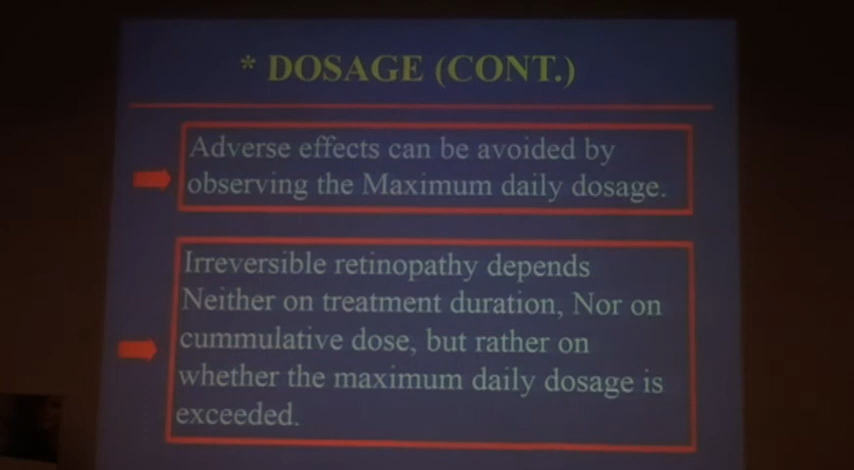 * DOSAGE (CONT.)
Adverse effects can be avoided by
observing the Maximum daily dosage.
Irreversible retinopathy depends
Neither on treatment duration, Nor on
cummulative dose, but rather on
whether the maximum daily dosage is
exceeded.